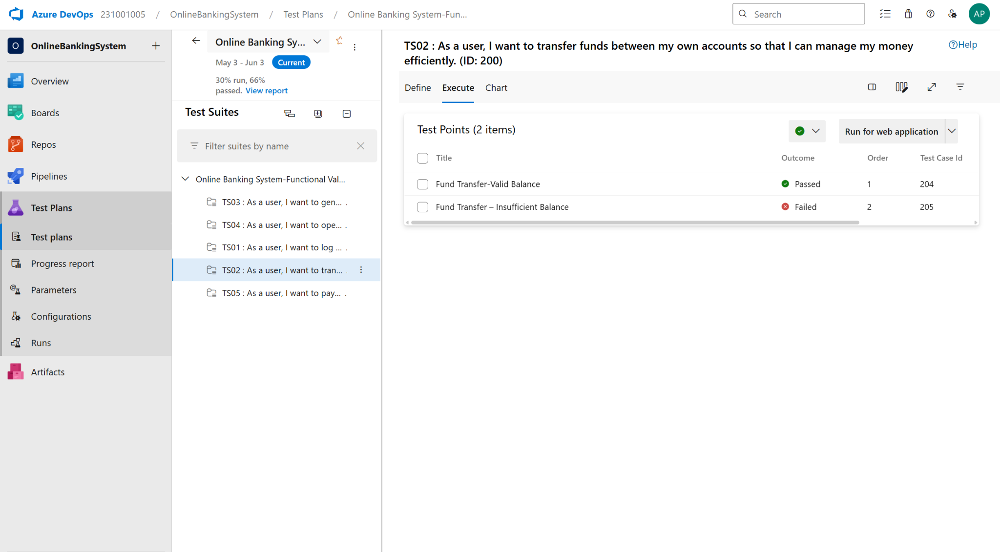 Azure DevOps 231001005 / OnlineBankingSystem / Test Plans / Online Banking System-Fun... Search AP
O OnlineBankingSystem +
Overview
Boards
Repos
Pipelines
Test Plans
Test plans
Progress report
Parameters
Configurations
Runs
Artifacts
Online Banking Sy...
May 3 - Jun 3 Current
30% run, 66%
passed. View report
Test Suites
Filter suites by name
Online Banking System-Functional Val...
TS03 : As a user, I want to gen... .
TS04 : As a user, I want to ope... .
TS01 : As a user, I want to log ... .
TS02 : As a user, I want to tran... .
TS05 : As a user, I want to pay... .
TS02 : As a user, I want to transfer funds between my own accounts so that I can manage my money
efficiently. (ID: 200)
Help
Define Execute Chart
Test Points (2 items)
Run for web application
Title Outcome Order Test Case Id
Fund Transfer-Valid Balance Passed 1 204
Fund Transfer – Insufficient Balance Failed 2 205